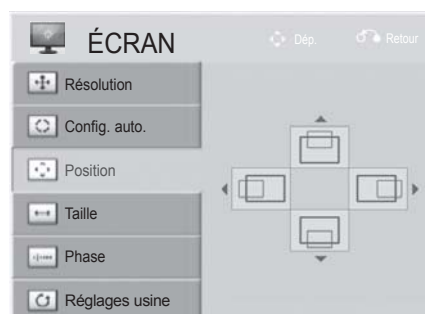 ÉCRAN
Dép.
Retour
Résolution
Config. auto.
Position
Taille
Phase
Réglages usine